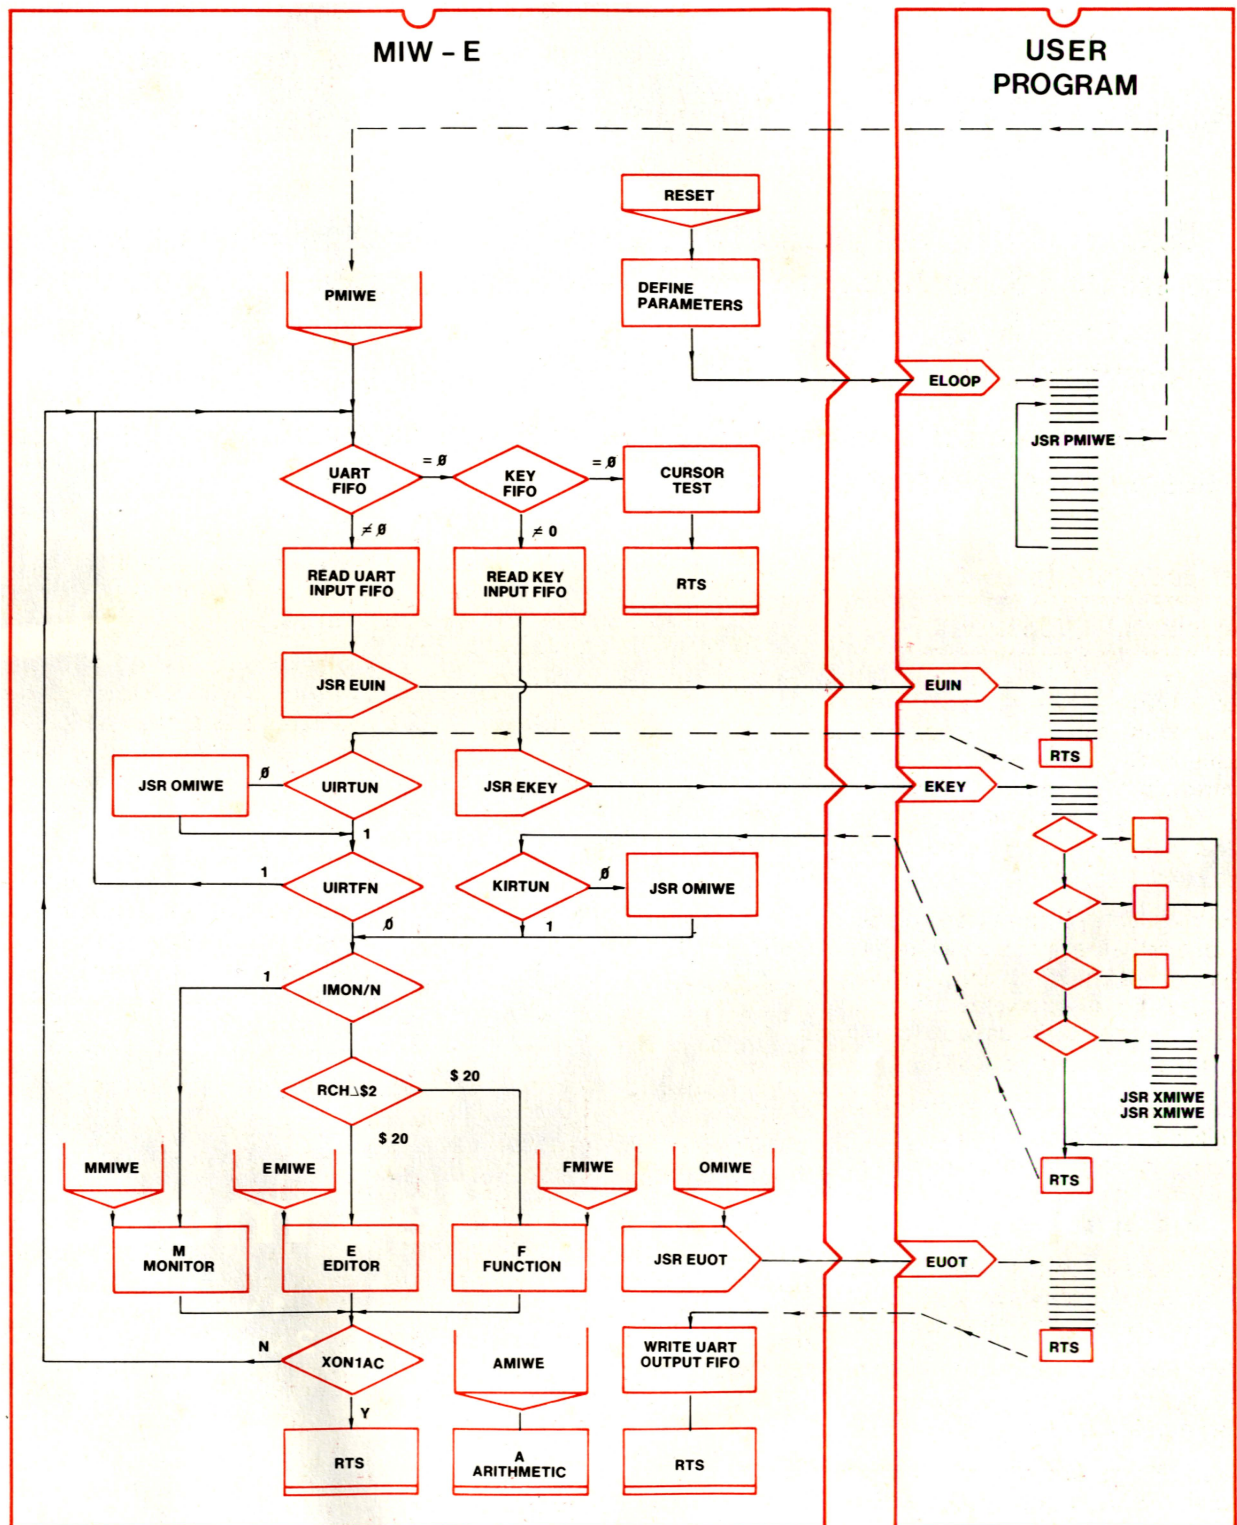 MIW – E
USER
PROGRAM
RESET
PMIWE
DEFINE
PARAMETERS
ELOOP
JSR PMIWE
UART
FIFO
= Ø
KEY
FIFO
= Ø
CURSOR
TEST
≠ Ø
≠ 0
READ UART
INPUT FIFO
READ KEY
INPUT FIFO
RTS
JSR EUIN
EUIN
RTS
JSR OMIWE
Ø
UIRTUN
JSR EKEY
EKEY
1
1
UIRTFN
KIRTUN
Ø
JSR OMIWE
Ø
1
1
IMON/N
RCH△$2
$ 20
$ 20
JSR XMIWE
JSR XMIWE
MMIWE
EMIWE
FMIWE
OMIWE
RTS
M
MONITOR
E
EDITOR
F
FUNCTION
JSR EUOT
EUOT
N
XON1AC
AMIWE
WRITE UART
OUTPUT FIFO
RTS
Y
RTS
A
ARITHMETIC
RTS